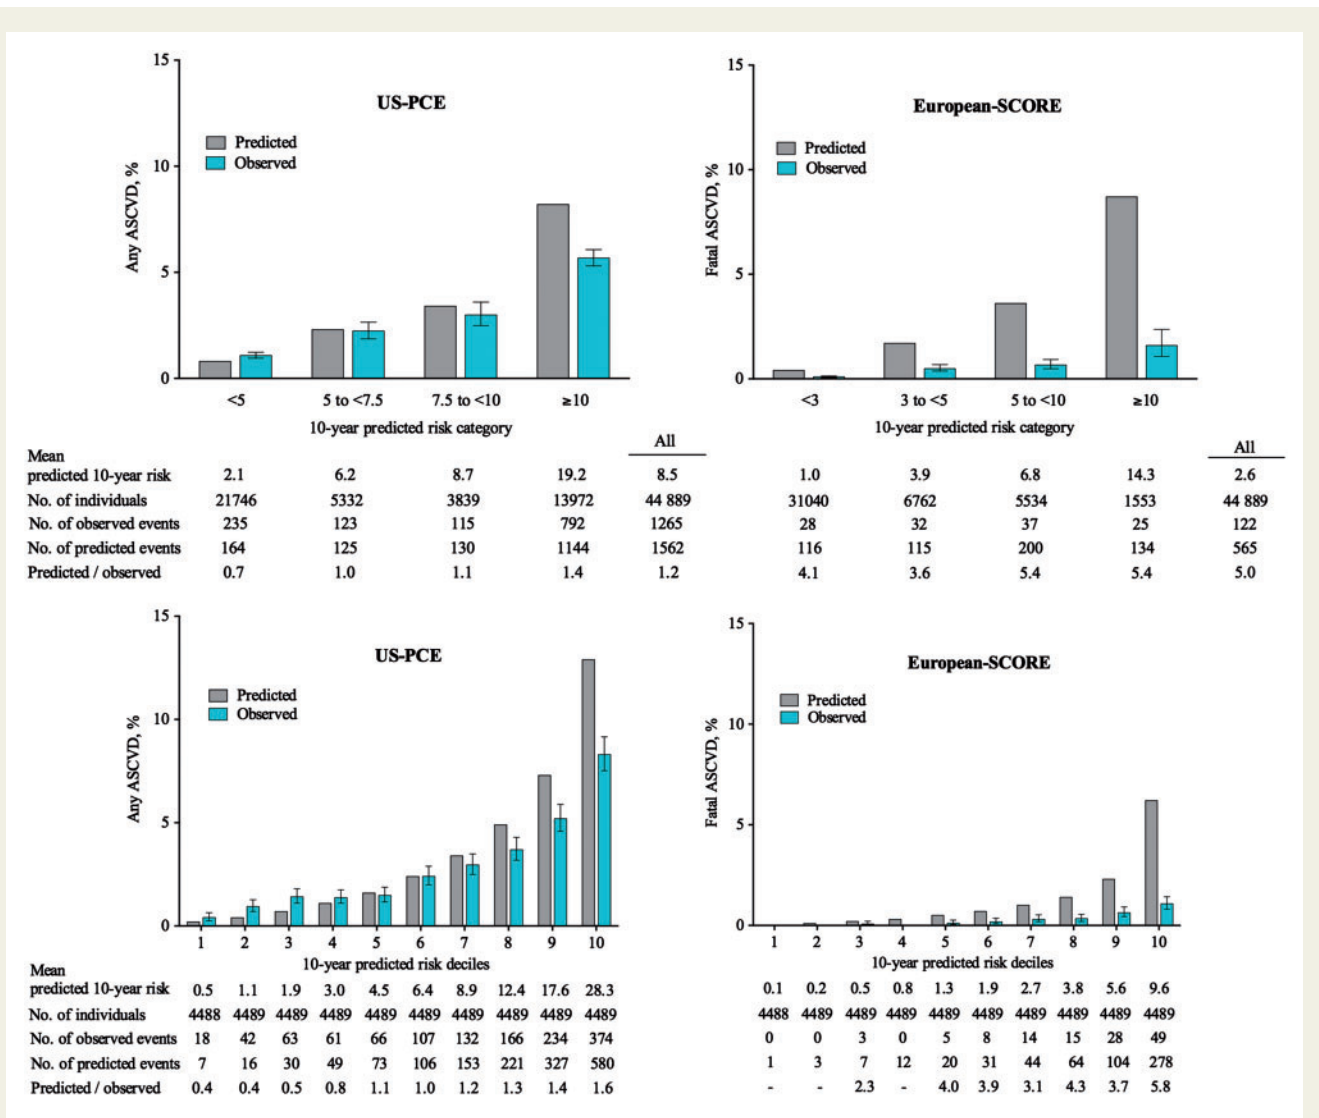 US-PCE
Predicted
Observed
Any ASCVD, %
15
10
5
0
<5 5 to <7.5 7.5 to <10 ≥10
10-year predicted risk category
All
Mean
predicted 10-year risk 2.1 6.2 8.7 19.2 8.5
No. of individuals 21746 5332 3839 13972 44 889
No. of observed events 235 123 115 792 1265
No. of predicted events 164 125 130 1144 1562
Predicted / observed 0.7 1.0 1.1 1.4 1.2
European-SCORE
Predicted
Observed
Fatal ASCVD, %
15
10
5
0
<3 3 to <5 5 to <10 ≥10
10-year predicted risk category
All
1.0 3.9 6.8 14.3 2.6
31040 6762 5534 1553 44 889
28 32 37 25 122
116 115 200 134 565
4.1 3.6 5.4 5.4 5.0
US-PCE
Predicted
Observed
Any ASCVD, %
15
10
5
0
1 2 3 4 5 6 7 8 9 10
10-year predicted risk deciles
Mean
predicted 10-year risk 0.5 1.1 1.9 3.0 4.5 6.4 8.9 12.4 17.6 28.3
No. of individuals 4488 4489 4489 4489 4489 4489 4489 4489 4489 4489
No. of observed events 18 42 63 61 66 107 132 166 234 374
No. of predicted events 7 16 30 49 73 106 153 221 327 580
Predicted / observed 0.4 0.4 0.5 0.8 1.1 1.0 1.2 1.3 1.4 1.6
European-SCORE
Predicted
Observed
Fatal ASCVD, %
15
10
5
0
1 2 3 4 5 6 7 8 9 10
10-year predicted risk deciles
0.1 0.2 0.5 0.8 1.3 1.9 2.7 3.8 5.6 9.6
4488 4489 4489 4489 4489 4489 4489 4489 4489 4489
0 0 3 0 5 8 14 15 28 49
1 3 7 12 20 31 44 64 104 278
- - 2.3 - 4.0 3.9 3.1 4.3 3.7 5.8